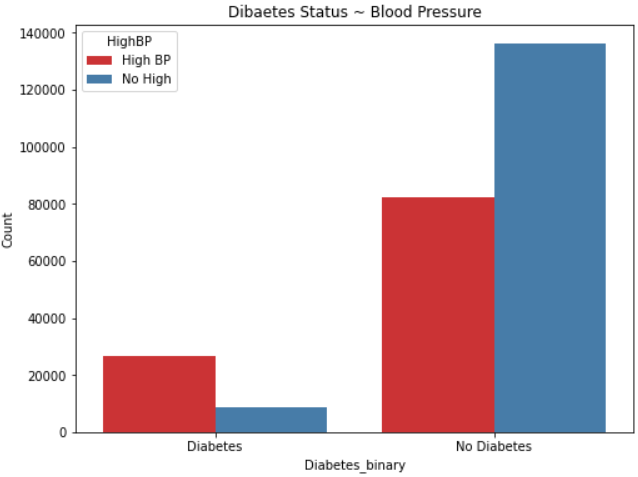 Dibaetes Status ~ Blood Pressure
HighBP
High BP
No High
140000
120000
100000
80000
60000
40000
20000
0
Count
Diabetes
No Diabetes
Diabetes_binary